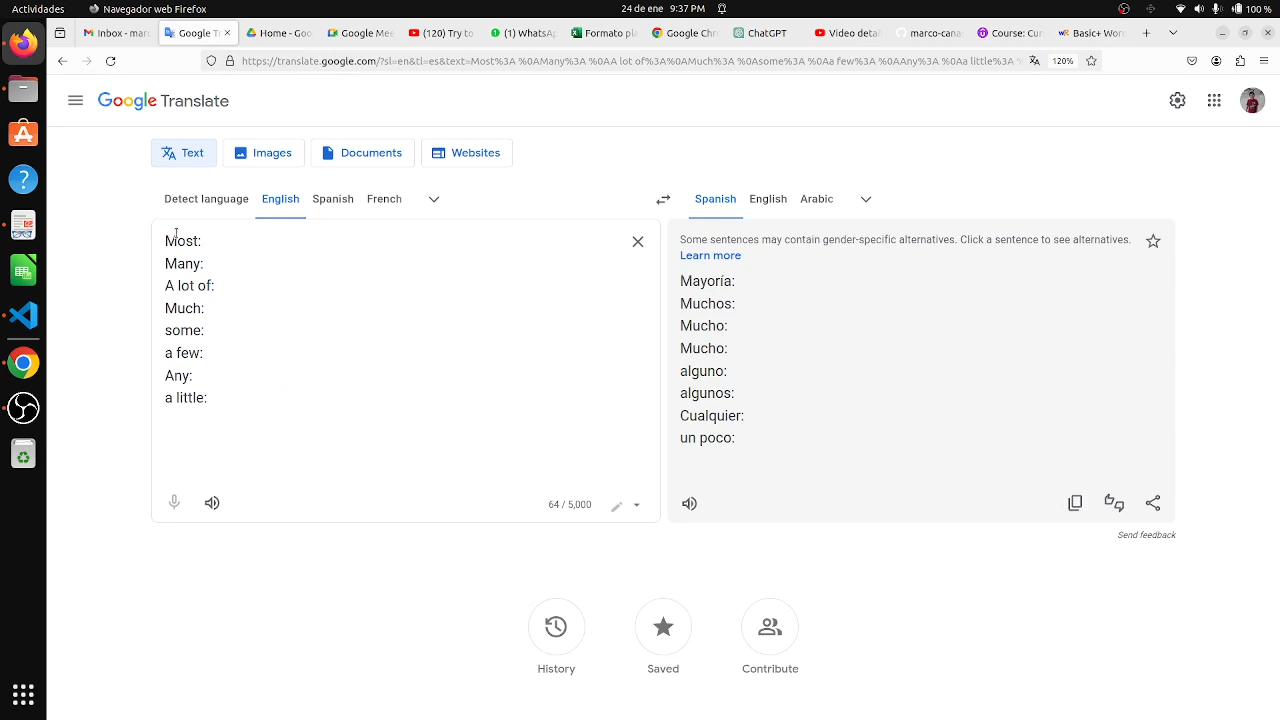 Actividades
Navegador web Firefox
24 de ene 9:37 PM
100 %
Inbox - marc
Google T
Home - Goo
Google Mee
(120) Try to
(1) WhatsA
Formato pla
Google Chr
ChatGPT
Video detai
marco-cana
Course: Cur
Basic+ Wor
https://translate.google.com/?sl=en&tl=es&text=Most%3A %0AMany%3A %0AA lot of%3A%0AMuch%3A %0Asome%3A %0Aa few%3A %0AAny%3A %0Aa little%3A
120%
Google Translate
Text
Images
Documents
Websites
Detect language
English
Spanish
French
Spanish
English
Arabic
Most:
Many:
A lot of:
Much:
some:
a few:
Any:
a little:
64 / 5,000
Some sentences may contain gender-specific alternatives. Click a sentence to see alternatives.
Learn more
Mayoría:
Muchos:
Mucho:
Mucho:
alguno:
algunos:
Cualquier:
un poco:
Send feedback
History
Saved
Contribute